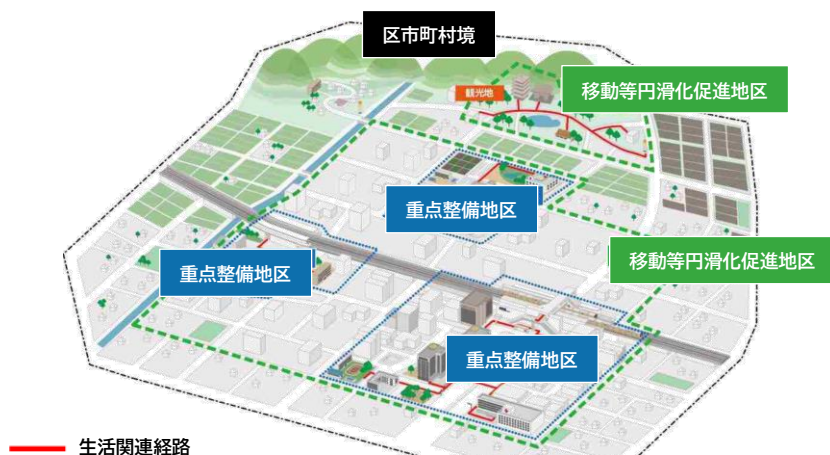 区市町村境
移動等円滑化促進地区
観光地
重点整備地区
移動等円滑化促進地区
重点整備地区
重点整備地区
生活関連経路